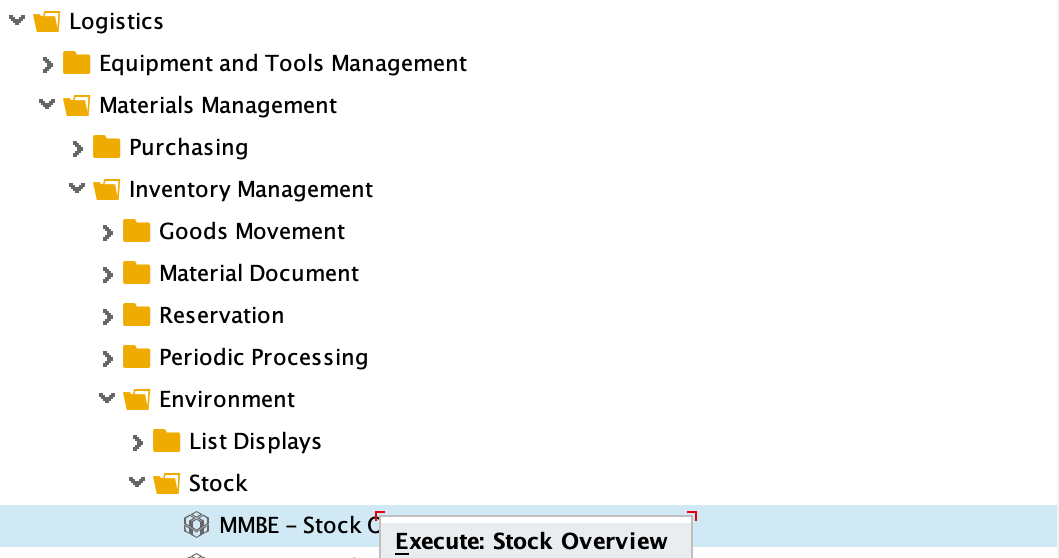 Logistics
Equipment and Tools Management
Materials Management
Purchasing
Inventory Management
Goods Movement
Material Document
Reservation
Periodic Processing
Environment
List Displays
Stock
MMBE – Stock
Execute: Stock Overview